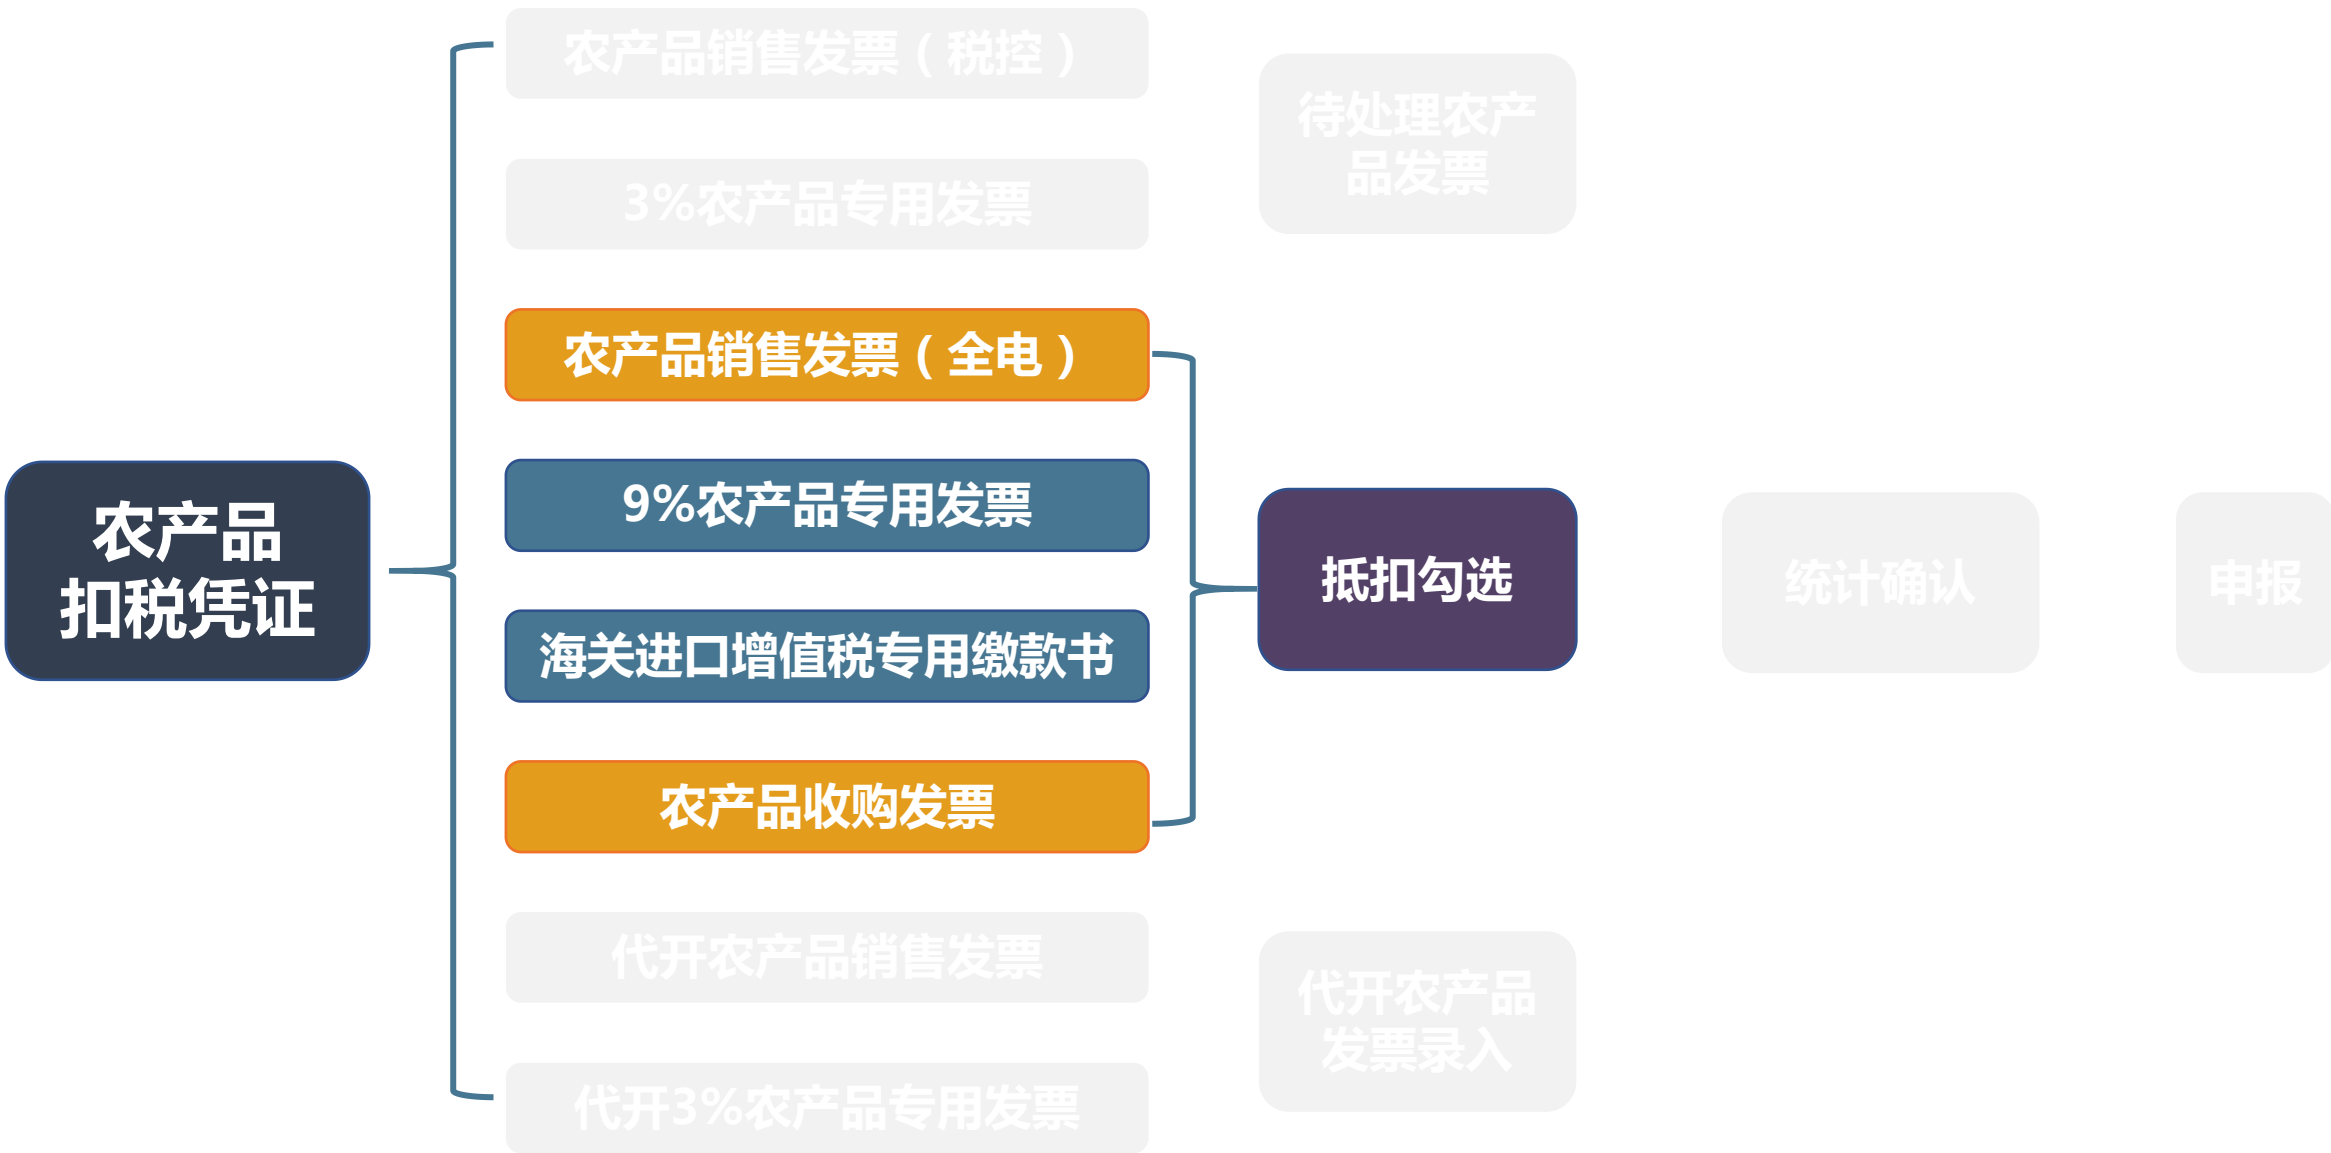 农产品
扣税凭证
农产品销售发票（税控）
3%农产品专用发票
农产品销售发票（全电）
9%农产品专用发票
海关进口增值税专用缴款书
农产品收购发票
代开农产品销售发票
代开3%农产品专用发票
待处理农产
品发票
抵扣勾选
代开农产品
发票录入
统计确认
申报